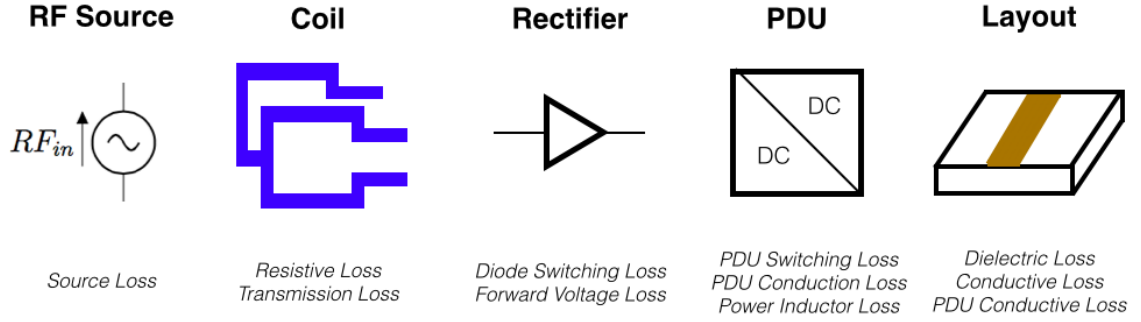 RF Source
Coil
Rectifier
PDU
Layout
RF_in
DC
DC
Source Loss
Resistive Loss
Transmission Loss
Diode Switching Loss
Forward Voltage Loss
PDU Switching Loss
PDU Conduction Loss
Power Inductor Loss
Dielectric Loss
Conductive Loss
PDU Conductive Loss